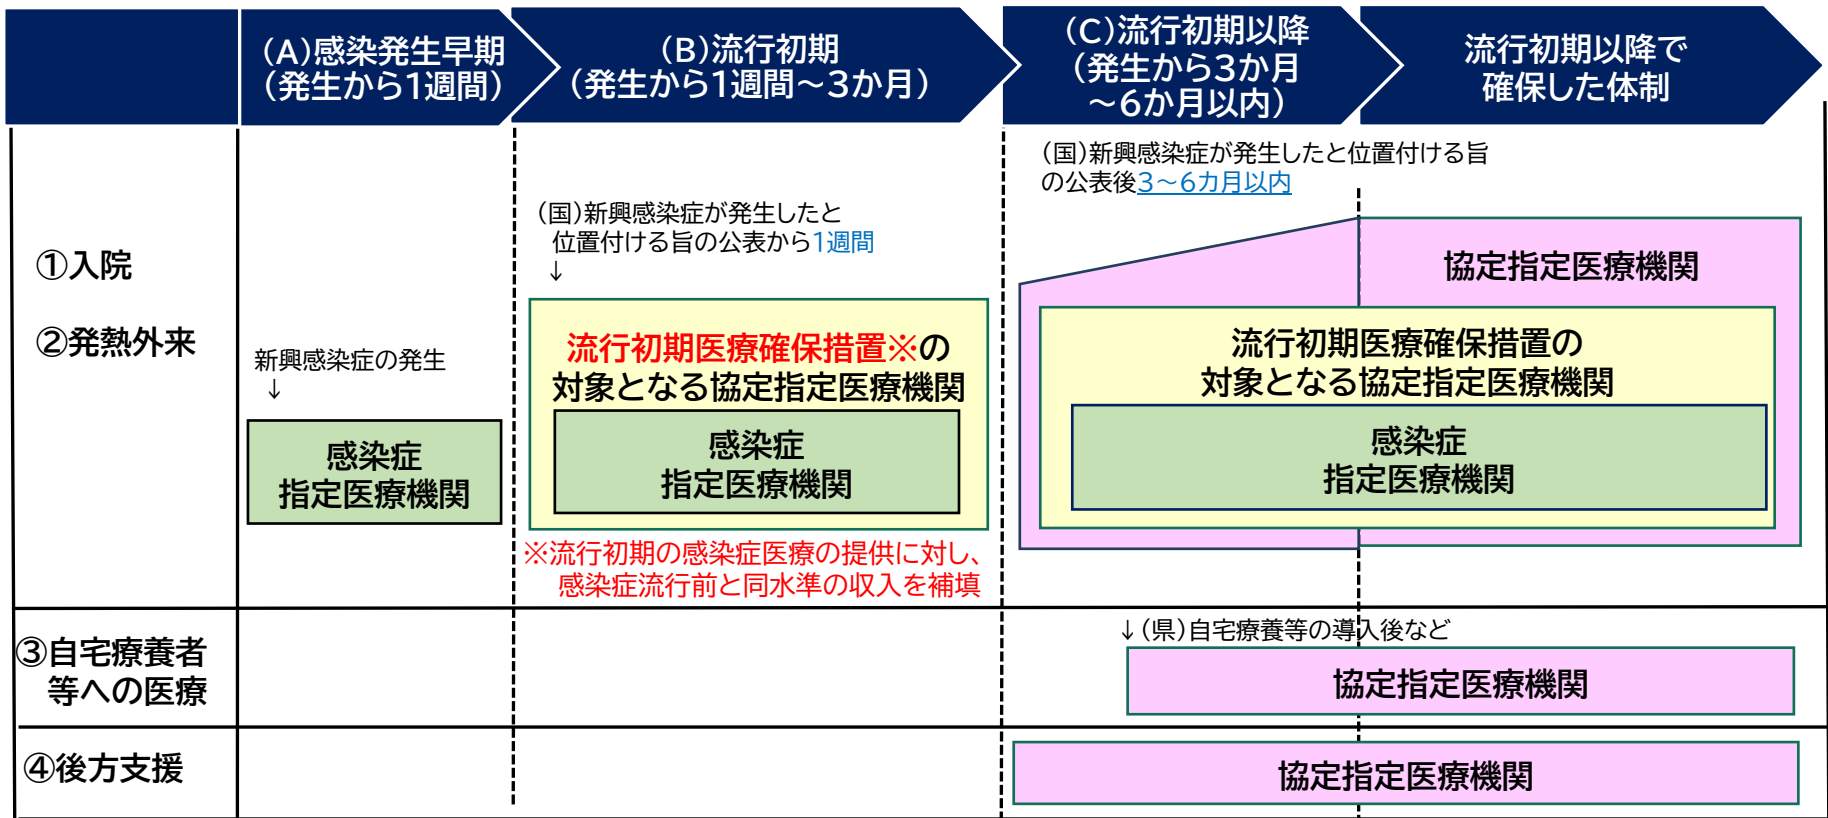 (A)感染発生早期
(発生から1週間)
(B)流行初期
(発生から1週間～3か月)
(C)流行初期以降
(発生から3か月
～6か月以内)
流行初期以降で
確保した体制
①入院
②発熱外来
新興感染症の発生
↓
感染症
指定医療機関
(国)新興感染症が発生したと
位置付ける旨の公表から1週間
↓
流行初期医療確保措置※の
対象となる協定指定医療機関
感染症
指定医療機関
※流行初期の感染症医療の提供に対し、
感染症流行前と同水準の収入を補填
(国)新興感染症が発生したと位置付ける旨
の公表後3～6カ月以内
協定指定医療機関
流行初期医療確保措置の
対象となる協定指定医療機関
感染症
指定医療機関
③自宅療養者
等への医療
↓(県)自宅療養等の導入後など
協定指定医療機関
④後方支援
協定指定医療機関